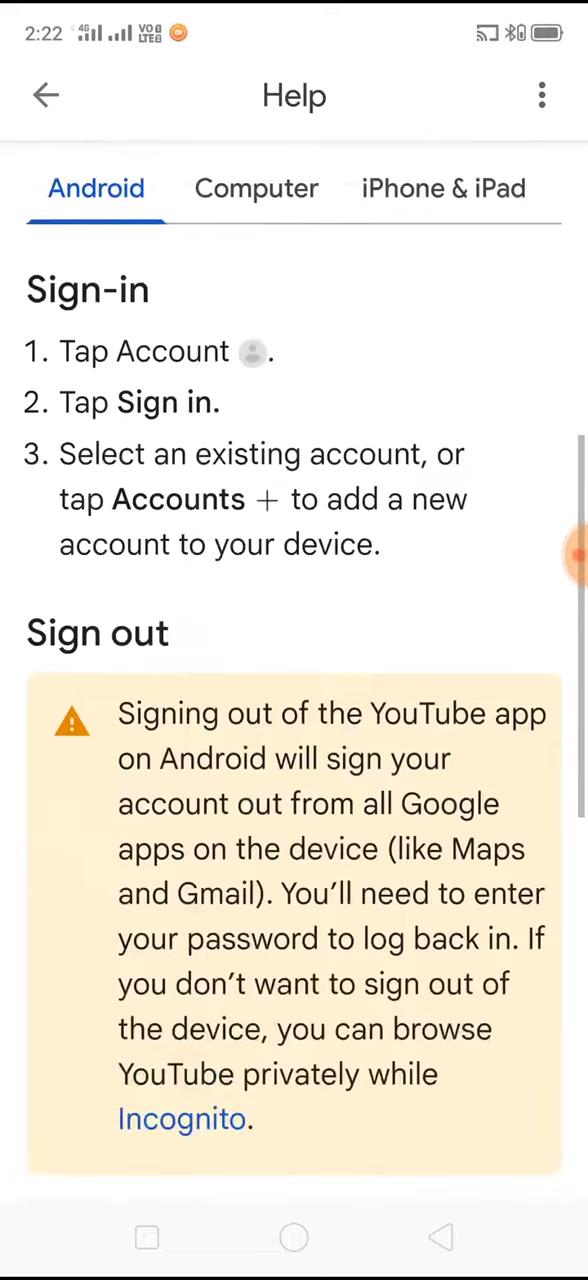 2:22 4G VO LTE
Help
Android Computer iPhone & iPad
Sign-in
1. Tap Account .
2. Tap Sign in.
3. Select an existing account, or
tap Accounts + to add a new
account to your device.
Sign out
Signing out of the YouTube app
on Android will sign your
account out from all Google
apps on the device (like Maps
and Gmail). You’ll need to enter
your password to log back in. If
you don’t want to sign out of
the device, you can browse
YouTube privately while
Incognito.